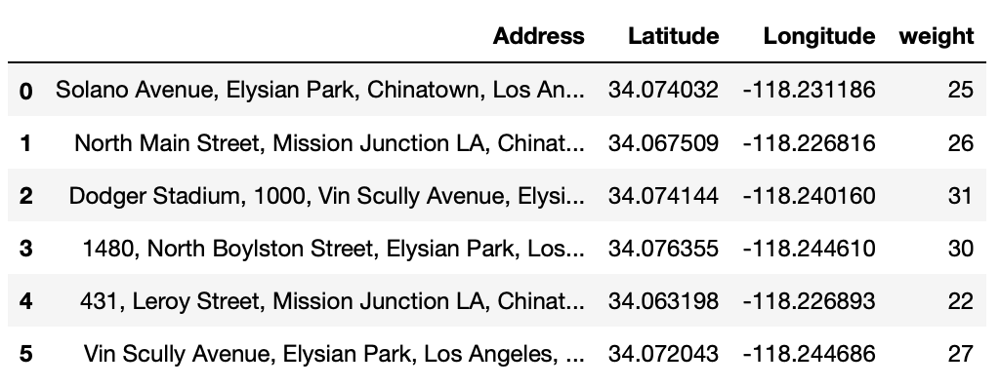 Address Latitude Longitude weight
0 Solano Avenue, Elysian Park, Chinatown, Los An... 34.074032 -118.231186 25
1 North Main Street, Mission Junction LA, Chinat... 34.067509 -118.226816 26
2 Dodger Stadium, 1000, Vin Scully Avenue, Elysi... 34.074144 -118.240160 31
3 1480, North Boylston Street, Elysian Park, Los... 34.076355 -118.244610 30
4 431, Leroy Street, Mission Junction LA, Chinat... 34.063198 -118.226893 22
5 Vin Scully Avenue, Elysian Park, Los Angeles, ... 34.072043 -118.244686 27